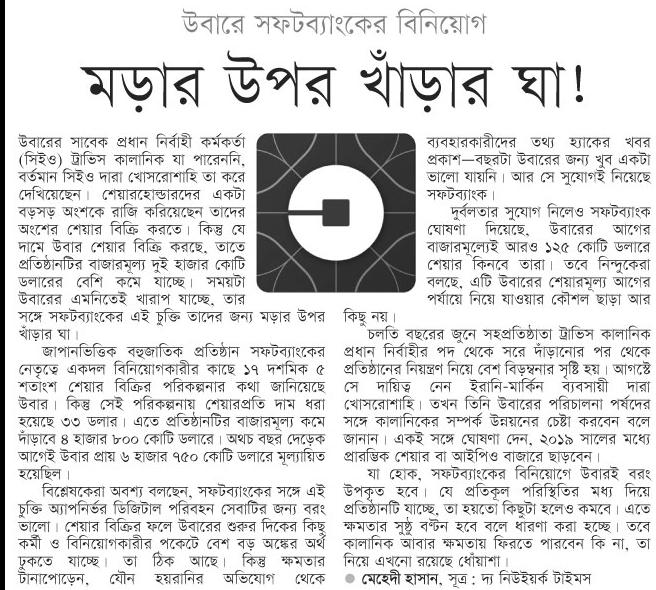 উবারে সফটব্যাংকের বিনিয়োগ
মড়ার উপর খাঁড়ার ঘা!
উবারের সাবেক প্রধান নির্বাহী কর্মকর্তা
(সিইও) ট্রাভিস কালানিক যা পারেননি,
বর্তমান সিইও দারা খোসরোশাহি তা করে
দেখিয়েছেন। শেয়ারহোল্ডারদের একটা
বড়সড় অংশকে রাজি করিয়েছেন তাদের
অংশের শেয়ার বিক্রি করতে। কিন্তু যে
দামে উবার শেয়ার বিক্রি করছে, তাতে
প্রতিষ্ঠানটির বাজারমূল্য দুই হাজার কোটি
ডলারের বেশি কমে যাচ্ছে। সময়টা
উবারের এমনিতেই খারাপ যাচ্ছে, তার
সঙ্গে সফটব্যাংকের এই চুক্তি তাদের জন্য মড়ার উপর
খাঁড়ার ঘা।
জাপানভিত্তিক বহুজাতিক প্রতিষ্ঠান সফটব্যাংকের
নেতৃত্বে একদল বিনিয়োগকারীর কাছে ১৭ দশমিক ৫
শতাংশ শেয়ার বিক্রির পরিকল্পনার কথা জানিয়েছে
উবার। কিন্তু সেই পরিকল্পনায় শেয়ারপ্রতি দাম ধরা
হয়েছে ৩৩ ডলার। এতে প্রতিষ্ঠানটির বাজারমূল্য কমে
দাঁড়াবে ৪ হাজার ৮০০ কোটি ডলারে। অথচ বছর দেড়েক
আগেই উবার প্রায় ৬ হাজার ৭৫০ কোটি ডলারে মূল্যায়িত
হয়েছিল।
বিশ্লেষকেরা অবশ্য বলছেন, সফটব্যাংকের সঙ্গে এই
চুক্তি অ্যাপনির্ভর ডিজিটাল পরিবহন সেবাটির জন্য বরং
ভালো। শেয়ার বিক্রির ফলে উবারের শুরুর দিকের কিছু
কর্মী ও বিনিয়োগকারীর পকেটে বেশ বড় অঙ্কের অর্থ
ঢুকতে যাচ্ছে। তা ঠিক আছে। কিন্তু ক্ষমতার
টানাপোড়েন, যৌন হয়রানির অভিযোগ থেকে
ব্যবহারকারীদের তথ্য হ্যাকের খবর
প্রকাশ—বছরটা উবারের জন্য খুব একটা
ভালো যায়নি। আর সে সুযোগই নিয়েছে
সফটব্যাংক।
দুর্বলতার সুযোগ নিলেও সফটব্যাংক
ঘোষণা দিয়েছে, উবারের আগের
বাজারমূল্যেই আরও ১২৫ কোটি ডলারে
শেয়ার কিনবে তারা। তবে নিন্দুকেরা
বলছে, এটি উবারের শেয়ারমূল্য আগের
পর্যায়ে নিয়ে যাওয়ার কৌশল ছাড়া আর
কিছু নয়।
চলতি বছরের জুনে সহপ্রতিষ্ঠাতা ট্রাভিস কালানিক
প্রধান নির্বাহীর পদ থেকে সরে দাঁড়ানোর পর থেকে
প্রতিষ্ঠানের নিয়ন্ত্রণ নিয়ে বেশ বিড়ম্বনার সৃষ্টি হয়। আগস্টে
সে দায়িত্ব নেন ইরানি-মার্কিন ব্যবসায়ী দারা
খোসরোশাহি। তখন তিনি উবারের পরিচালনা পর্ষদের
সঙ্গে কালানিকের সম্পর্ক উন্নয়নের চেষ্টা করবেন বলে
জানান। একই সঙ্গে ঘোষণা দেন, ২০১৯ সালের মধ্যে
প্রারম্ভিক শেয়ার বা আইপিও বাজারে ছাড়বেন।
যা হোক, সফটব্যাংকের বিনিয়োগে উবারই বরং
উপকৃত হবে। যে প্রতিকূল পরিস্থিতির মধ্য দিয়ে
প্রতিষ্ঠানটি যাচ্ছে, তা হয়তো কিছুটা হলেও কমবে। এতে
ক্ষমতার সুষ্ঠু বণ্টন হবে বলে ধারণা করা হচ্ছে। তবে
কালানিক আবার ক্ষমতায় ফিরতে পারবেন কি না, তা
নিয়ে এখনো রয়েছে ধোঁয়াশা।
মেহেদী হাসান, সূত্র : দ্য নিউইয়র্ক টাইমস